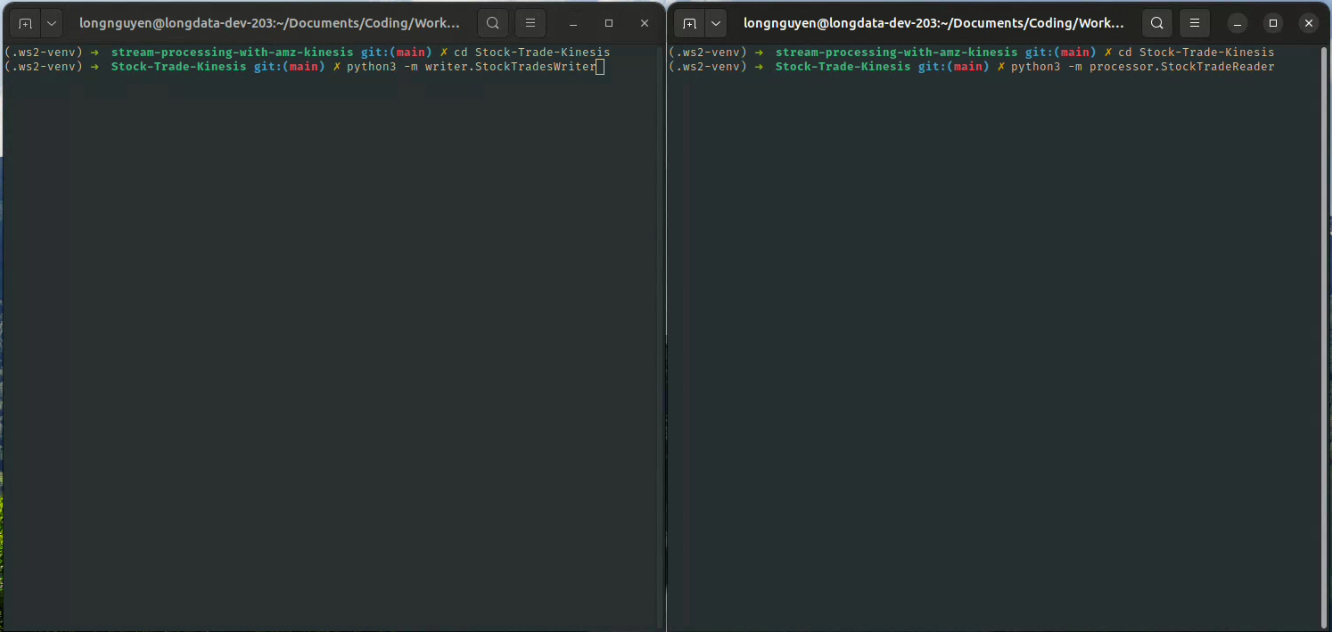 longnguyen@longdata-dev-203:~/Documents/Coding/Work...
(.ws2-venv) ➜ stream-processing-with-amz-kinesis git:(main) ✗ cd Stock-Trade-Kinesis
(.ws2-venv) ➜ Stock-Trade-Kinesis git:(main) ✗ python3 -m writer.StockTradesWriter
longnguyen@longdata-dev-203:~/Documents/Coding/Work...
(.ws2-venv) ➜ stream-processing-with-amz-kinesis git:(main) ✗ cd Stock-Trade-Kinesis
(.ws2-venv) ➜ Stock-Trade-Kinesis git:(main) ✗ python3 -m processor.StockTradeReader